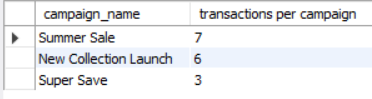 campaign_name transactions per campaign
Summer Sale 7
New Collection Launch 6
Super Save 3